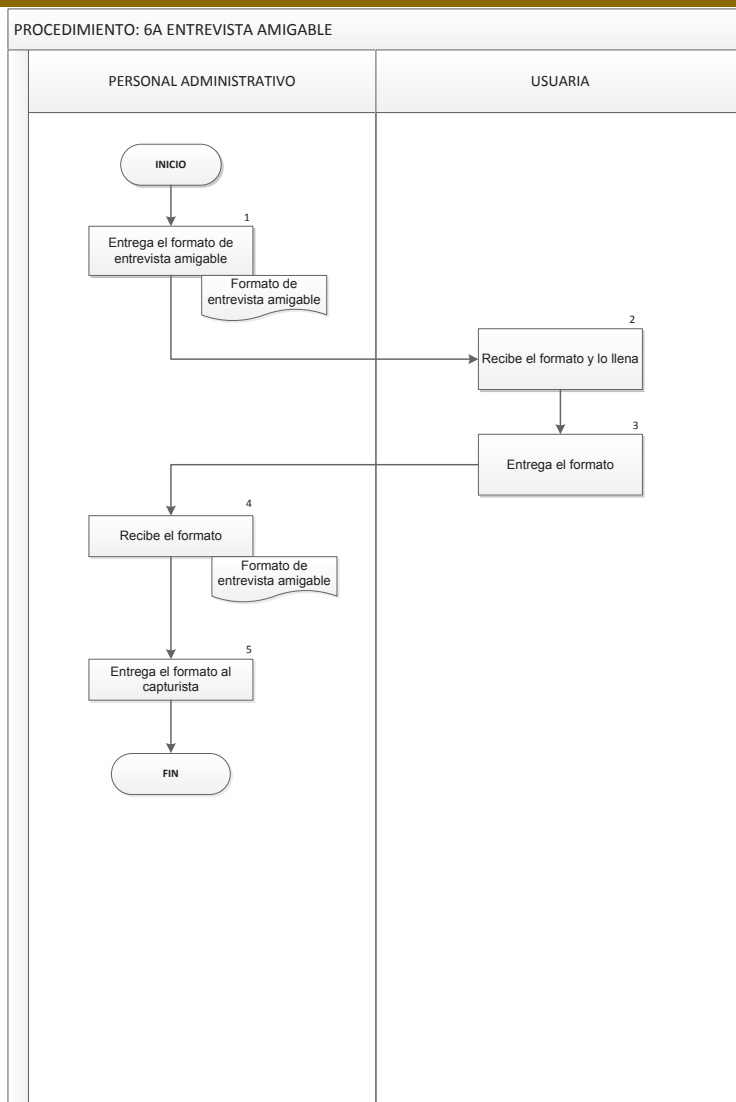 PROCEDIMIENTO: 6A ENTREVISTA AMIGABLE
PERSONAL ADMINISTRATIVO
USUARIA
INICIO
1
Entrega el formato de
entrevista amigable
Formato de
entrevista amigable
2
Recibe el formato y lo llena
3
Entrega el formato
4
Recibe el formato
Formato de
entrevista amigable
5
Entrega el formato al
capturista
FIN